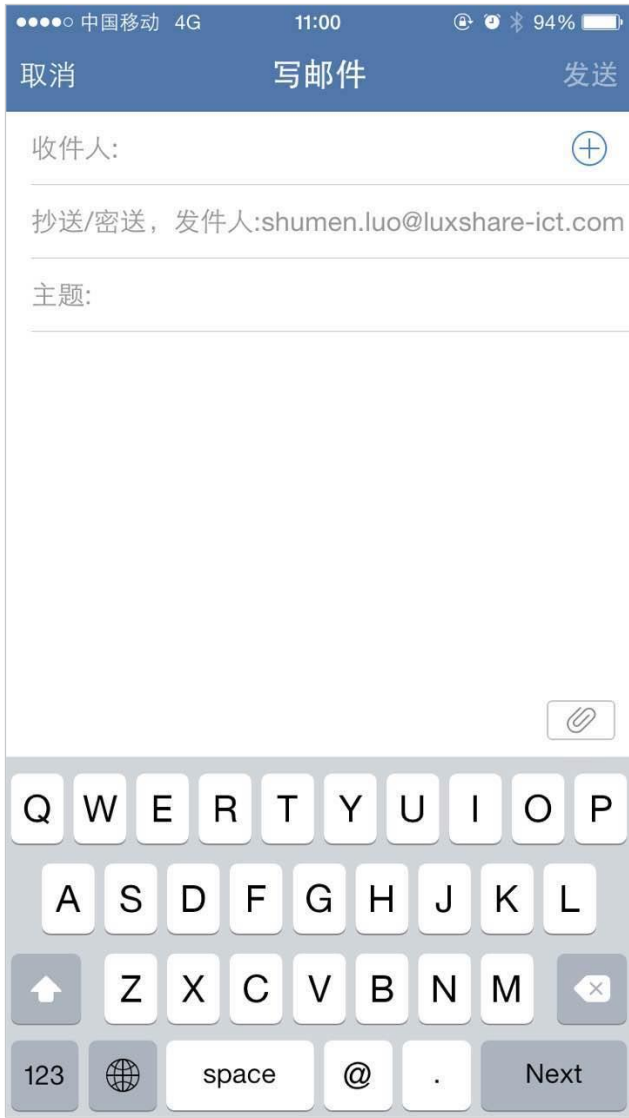 中国移动 4G 11:00 94%
取消 写邮件 发送
收件人:
抄送/密送，发件人:shumen.luo@luxshare-ict.com
主题:
Q W E R T Y U I O P
A S D F G H J K L
Z X C V B N M
123 space @ . Next